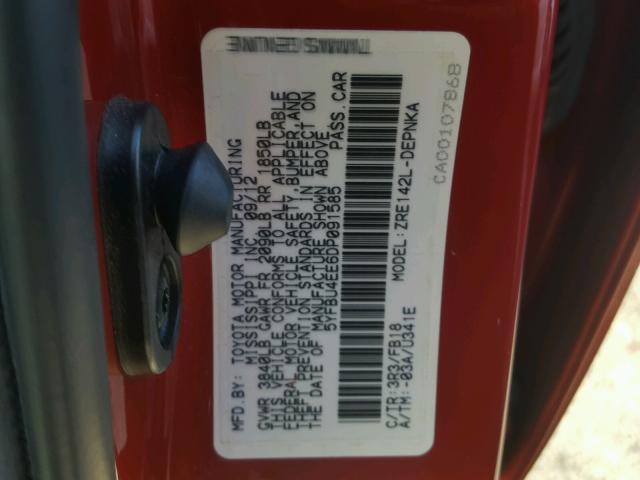 MFD.BY: TOYOTA MOTOR MANUFACTURING
MISSISSIPPI INC. 09/12
GVWR 3840LB GAWR FR 2090LB RR 1850LB
THIS VEHICLE CONFORMS TO ALL APPLICABLE
FEDERAL MOTOR VEHICLE SAFETY, BUMPER, AND
THEFT PREVENTION STANDARDS IN EFFECT ON
THE DATE OF MANUFACTURE SHOWN ABOVE.
5YFBU4EE6DP091585 PASS.CAR
MODEL:ZRE142L-DEPNKA
C/TR:3R3/FB18
A/TM:-03A/U341E
CA00107868
GENUINE